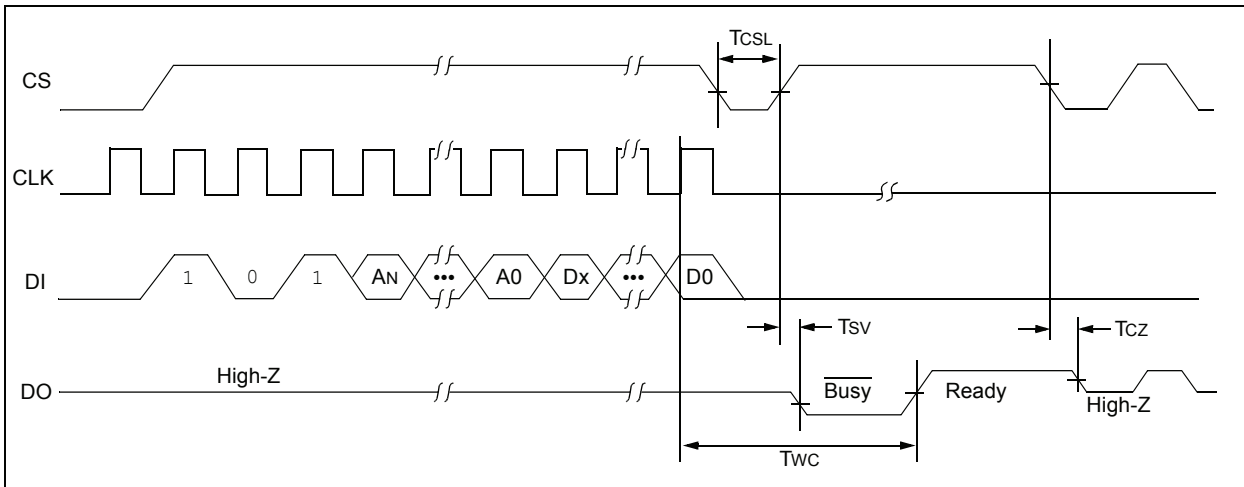 TCSL
CS
CLK
DI 1 0 1 AN ••• A0 Dx ••• D0
TSV TCZ
High-Z
DO Busy Ready High-Z
TWC